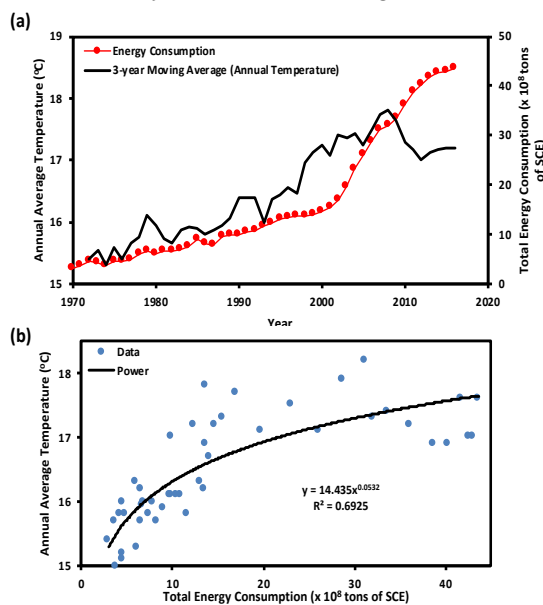 (a)
Energy Consumption
3-year Moving Average (Annual Temperature)
Annual Average Temperature (ᵒC)
19
18
17
16
15
50
40
30
20
10
0
Total Energy Consumption (x 10⁸ tons
of SCE)
1970
1980
1990
2000
2010
2020
Year
(b)
Data
Power
Annual Average Temperature (ᵒC)
18
17
16
15
y = 14.435x^0.0532
R² = 0.6925
0
10
20
30
40
Total Energy Consumption (x 10⁸ tons of SCE)